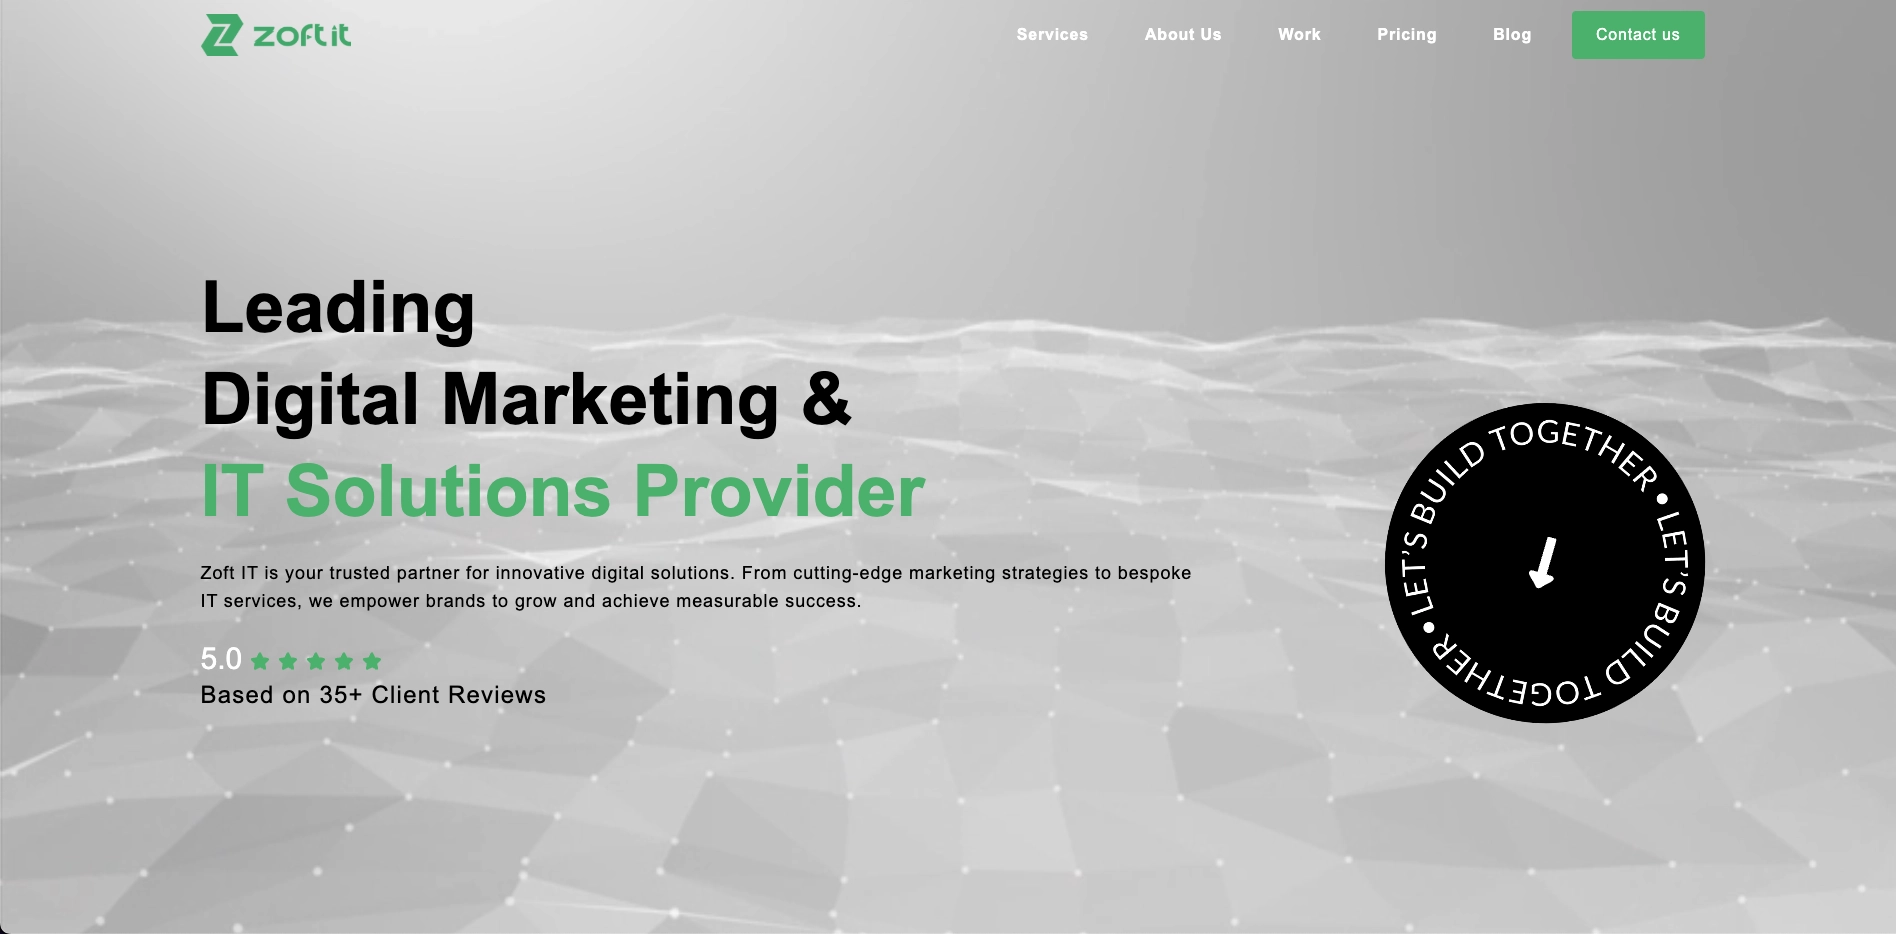 zoft it
Services About Us Work Pricing Blog Contact us
Leading
Digital Marketing &
IT Solutions Provider
Zoft IT is your trusted partner for innovative digital solutions. From cutting-edge marketing strategies to bespoke
IT services, we empower brands to grow and achieve measurable success.
5.0
Based on 35+ Client Reviews
LET'S BUILD TOGETHER • LET'S BUILD TOGETHER •